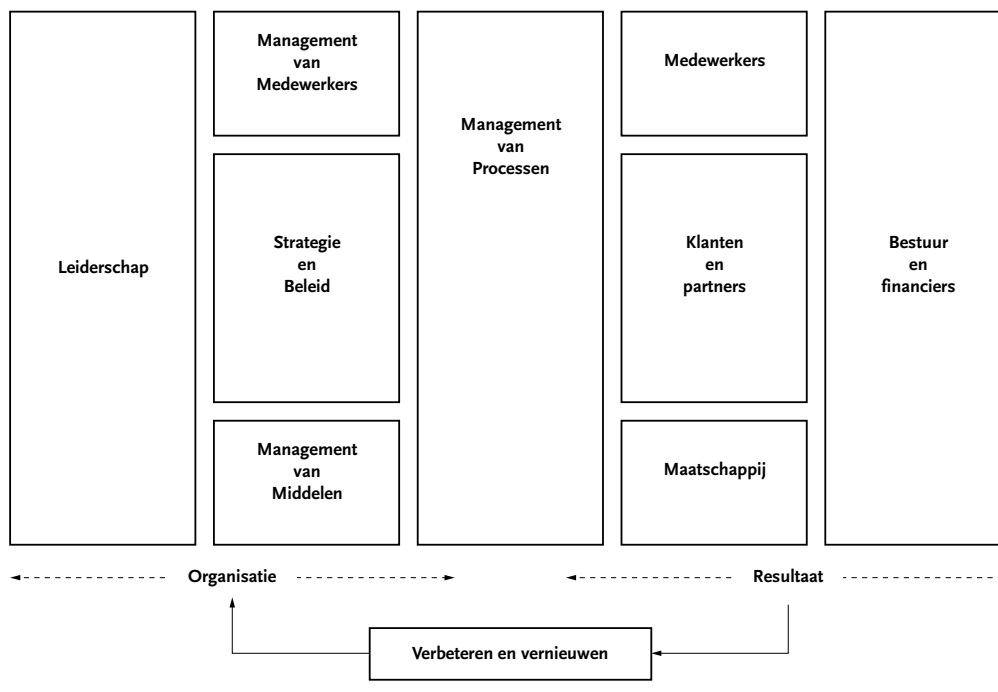 Leiderschap
Management
van
Medewerkers
Strategie
en
Beleid
Management
van
Middelen
Management
van
Processen
Medewerkers
Klanten
en
partners
Maatschappij
Bestuur
en
financiers
Organisatie
Resultaat
Verbeteren en vernieuwen